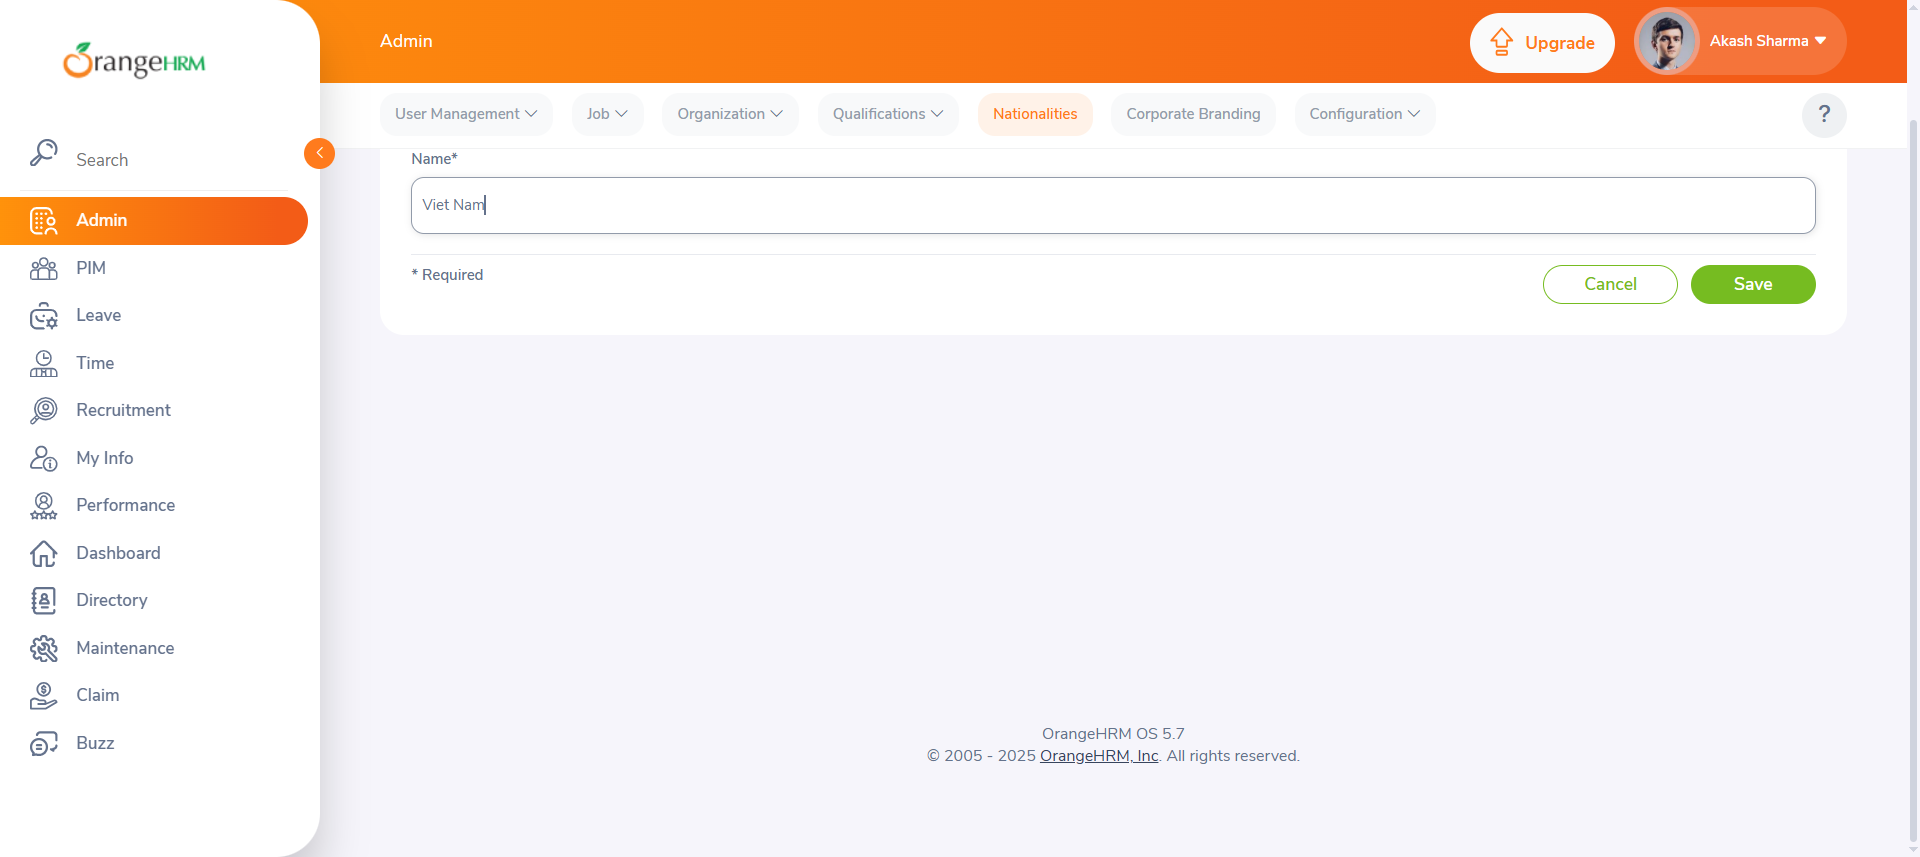 OrangeHRM
Search
Admin
PIM
Leave
Time
Recruitment
My Info
Performance
Dashboard
Directory
Maintenance
Claim
Buzz
Admin
Upgrade
Akash Sharma
User Management
Job
Organization
Qualifications
Nationalities
Corporate Branding
Configuration
?
Name*
Viet Nam
* Required
Cancel
Save
OrangeHRM OS 5.7
© 2005 - 2025 OrangeHRM, Inc. All rights reserved.